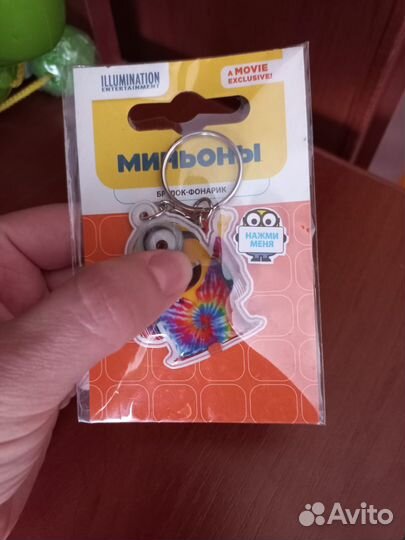 ILLUMINATION
ENTERTAINMENT
A MOVIE
EXCLUSIVE!
МИНЬОНЫ
БРЕЛОК-ФОНАРИК
НАЖМИ
МЕНЯ
Avito